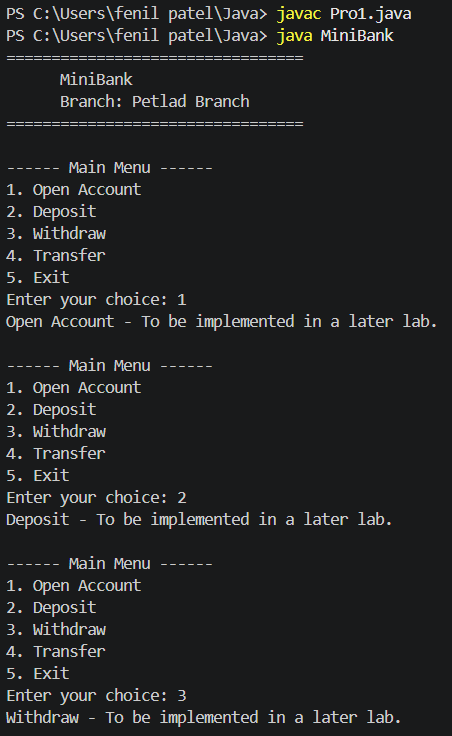 PS C:\Users\fenil patel\Java> javac Pro1.java
PS C:\Users\fenil patel\Java> java MiniBank
=================================
      MiniBank
      Branch: Petlad Branch
=================================

------ Main Menu ------
1. Open Account
2. Deposit
3. Withdraw
4. Transfer
5. Exit
Enter your choice: 1
Open Account - To be implemented in a later lab.

------ Main Menu ------
1. Open Account
2. Deposit
3. Withdraw
4. Transfer
5. Exit
Enter your choice: 2
Deposit - To be implemented in a later lab.

------ Main Menu ------
1. Open Account
2. Deposit
3. Withdraw
4. Transfer
5. Exit
Enter your choice: 3
Withdraw - To be implemented in a later lab.